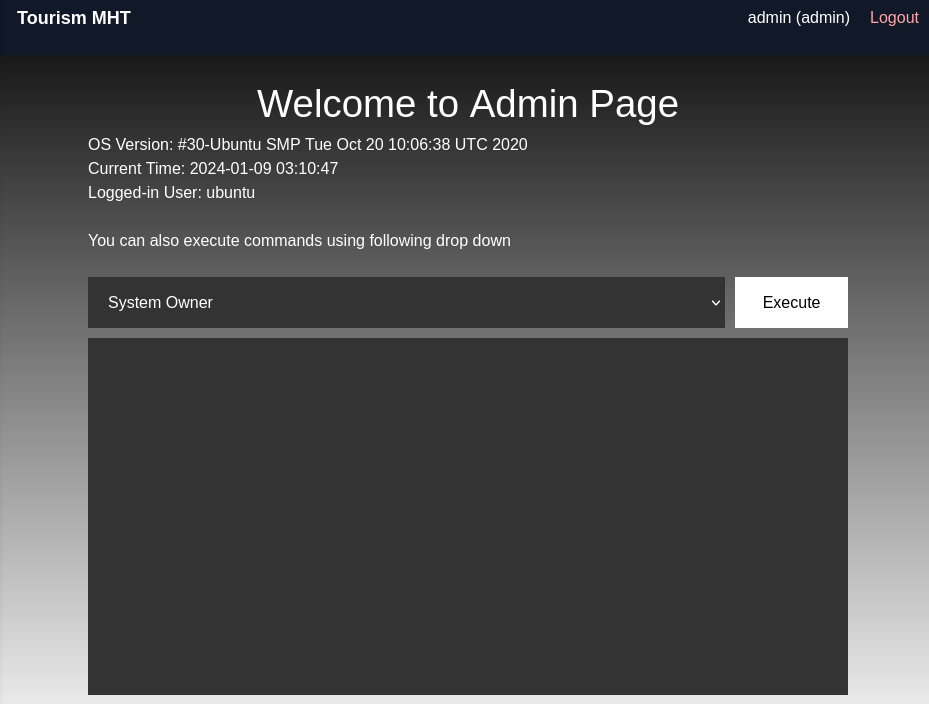 Tourism MHT
admin (admin) Logout
Welcome to Admin Page
OS Version: #30-Ubuntu SMP Tue Oct 20 10:06:38 UTC 2020
Current Time: 2024-01-09 03:10:47
Logged-in User: ubuntu
You can also execute commands using following drop down
System Owner
Execute